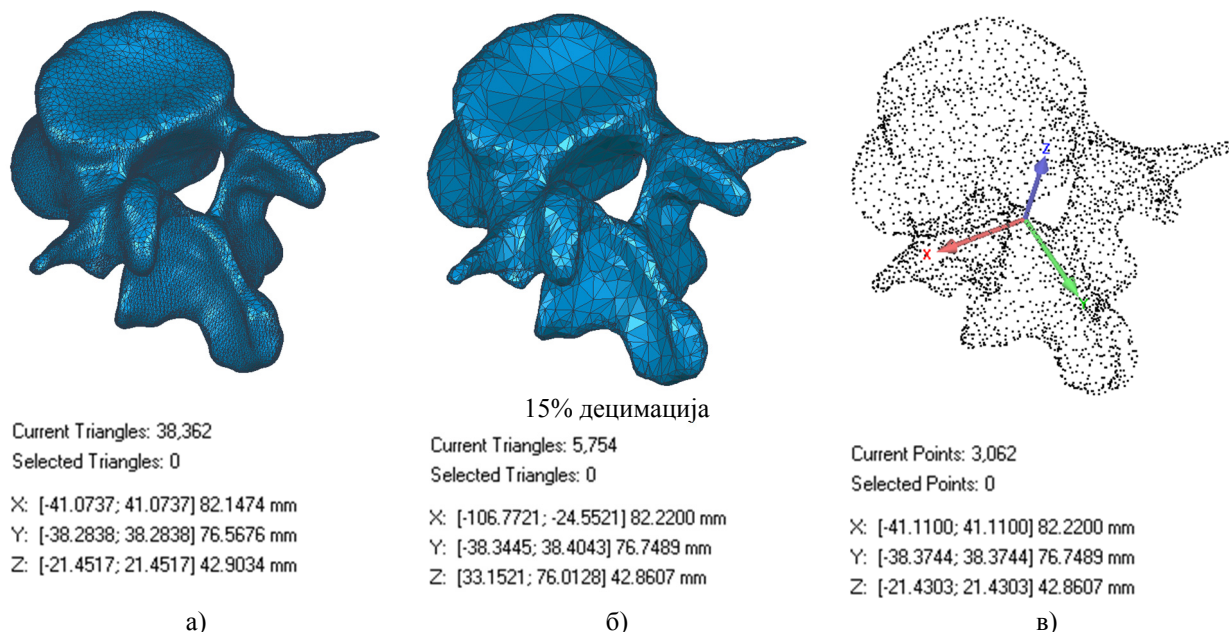 Z
X
Y
15% децимација
Current Triangles: 38,362
Selected Triangles: 0
X: [-41.0737; 41.0737] 82.1474 mm
Y: [-38.2838; 38.2838] 76.5676 mm
Z: [-21.4517; 21.4517] 42.9034 mm
а)
Current Triangles: 5,754
Selected Triangles: 0
X: [-106.7721; -24.5521] 82.2200 mm
Y: [-38.3445; 38.4043] 76.7489 mm
Z: [33.1521; 76.0128] 42.8607 mm
б)
Current Points: 3,062
Selected Points: 0
X: [-41.1100; 41.1100] 82.2200 mm
Y: [-38.3744; 38.3744] 76.7489 mm
Z: [-21.4303; 21.4303] 42.8607 mm
в)